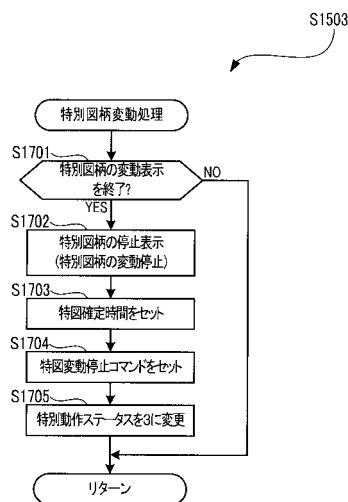 S1503
特別図柄変動処理
S1701
特別図柄の変動表示
を終了?
NO
YES
S1702
特別図柄の停止表示
(特別図柄の変動停止)
S1703
特図確定時間をセット
S1704
特図変動停止コマンドをセット
S1705
特別動作ステータスを3に変更
リターン